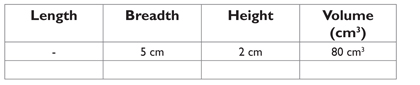 Length Breadth Height Volume
(cm³)
- 5 cm 2 cm 80 cm³